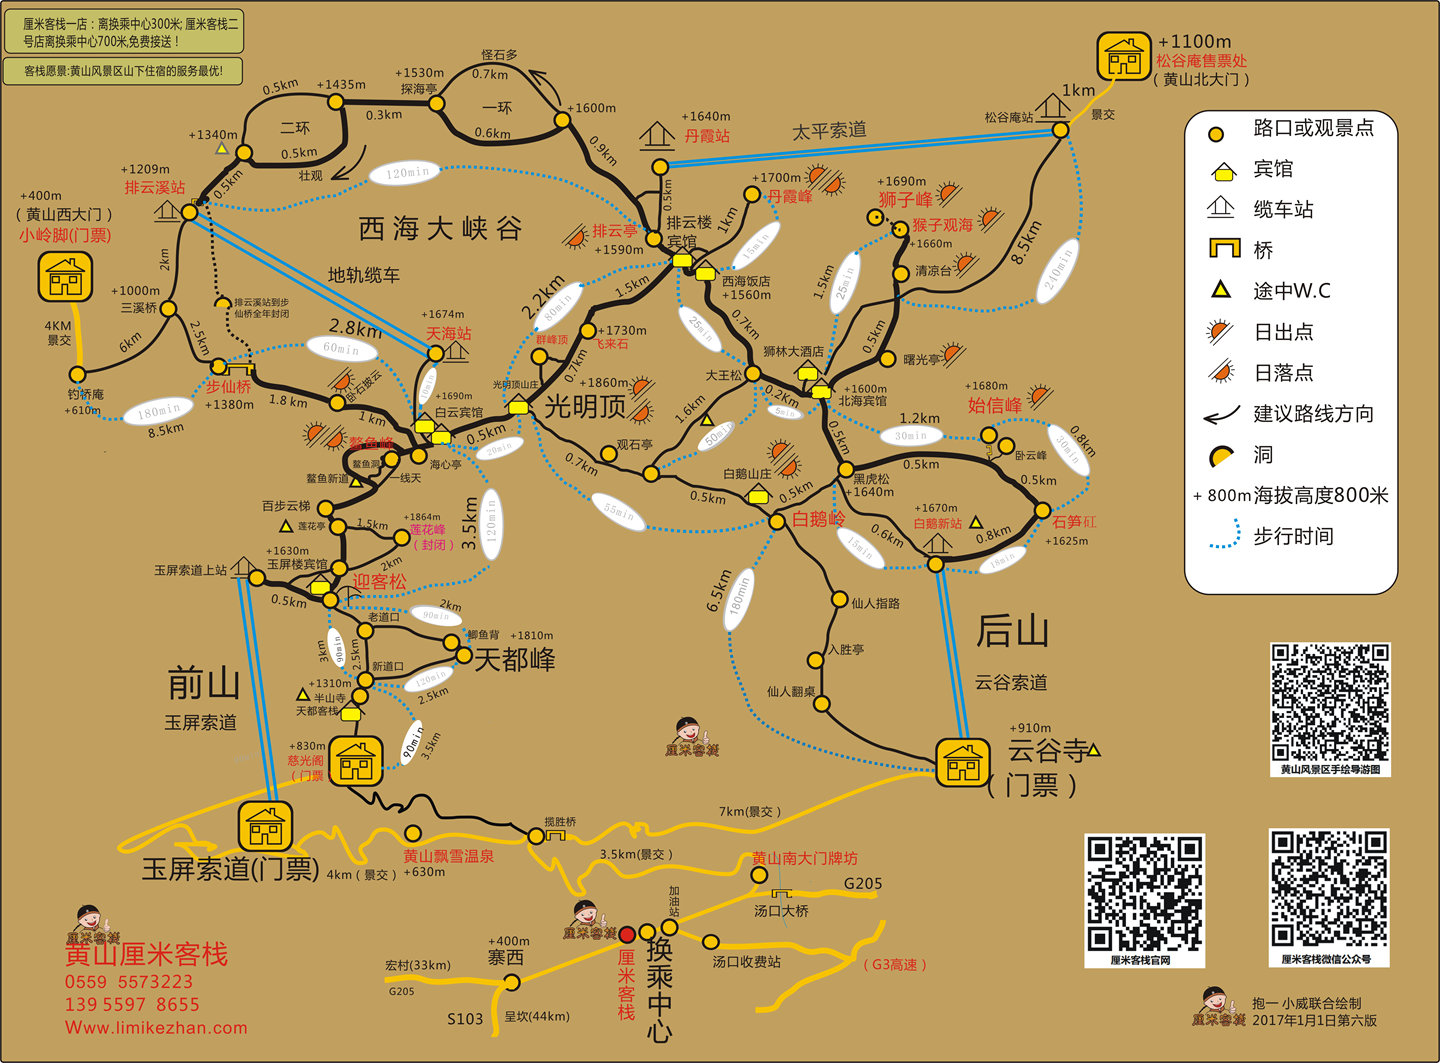 厘米客栈一店：离换乘中心300米; 厘米客栈二
号店离换乘中心700米,免费接送！
客栈愿景:黄山风景区山下住宿的服务最优!
+1100m
松谷庵售票处
（黄山北大门）
1km
景交
松谷庵站
太平索道
+1640m
丹霞站
怪石多
0.7km
一环
0.6km
+1530m
探海亭
+1600m
+1435m
0.5km
0.3km
二环
0.5km
壮观
+1340m
0.5km
0.9km
120min
+1209m
排云溪站
+400m
（黄山西大门）
小岭脚(门票)
4KM
景交
2km
+1000m
三溪桥
6km
2.5km
钓桥庵
+610m
180min
8.5km
排云溪站到步
仙桥全年封闭
步仙桥
+1380m
西海大峡谷
地轨缆车
2.8km
60min
+1674m
天海站
10min
1.8 km
卧石披云
1 km
+1690m
白云宾馆
0.5km
20min
海心亭
鳌鱼峰
鳌鱼洞
一线天
鳌鱼新道
百步云梯
莲花亭
1.5km
+1864m
莲花峰
（封闭）
2km
+1630m
玉屏楼宾馆
玉屏索道上站
0.5km
迎客松
3.5km
120min
排云亭
+1590m
0.5km
排云楼
宾馆
1km
+1700m
丹霞峰
15min
西海饭店
+1560m
1.5km
2.2km
80min
25min
0.7km
+1730m
飞来石
群峰顶
0.7km
光明顶山庄
+1860m
光明顶
+1690m
狮子峰
猴子观海
+1660m
清凉台
1.5km
25min
8.5km
240min
0.5km
曙光亭
狮林大酒店
大王松
0.2Km
5min
+1600m
北海宾馆
1.6km
50min
观石亭
0.7km
0.5km
55min
白鹅山庄
0.5km
0.5km
黑虎松
+1640m
白鹅岭
1.2km
30min
+1680m
始信峰
卧云峰
0.8km
30min
0.5km
0.5km
石笋矼
+1625m
+1670m
白鹅新站
0.6km
0.8km
15min
18min
6.5km
180min
仙人指路
入胜亭
仙人翻桌
后山
云谷索道
+910m
云谷寺
（门票）
2km
90min
老道口
鲫鱼背
+1810m
天都峰
3km
90min
2.5km
新道口
120min
2.5km
+1310m
半山寺
天都客栈
90min
3.5km
前山
玉屏索道
+830m
慈光阁
（门票）
玉屏索道(门票)
4km（景交）
黄山飘雪温泉
+630m
揽胜桥
7km(景交)
3.5km(景交)
黄山南大门牌坊
G205
汤口大桥
加油站
汤口收费站
（G3高速）
换乘中心
厘米客栈
厘米客栈
厘米客栈
+400m
寨西
宏村(33km)
G205
S103
呈坎(44km)
厘米客栈
黄山厘米客栈
0559  5573223
139 5597  8655
Www.limikezhan.com
路口或观景点
宾馆
缆车站
桥
途中W.C
日出点
日落点
建议路线方向
洞
+ 800m海拔高度800米
步行时间
黄山风景区手绘导游图
厘米客栈官网
厘米客栈微信公众号
厘米客栈
抱一 小威联合绘制
2017年1月1日第六版